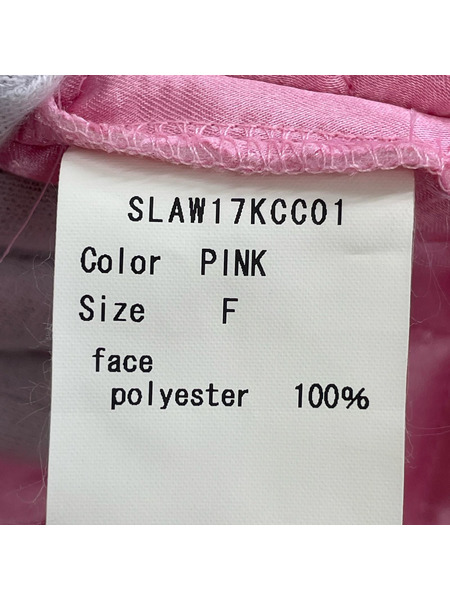 SLAW17KCC01
Color PINK
Size F
face
polyester 100%